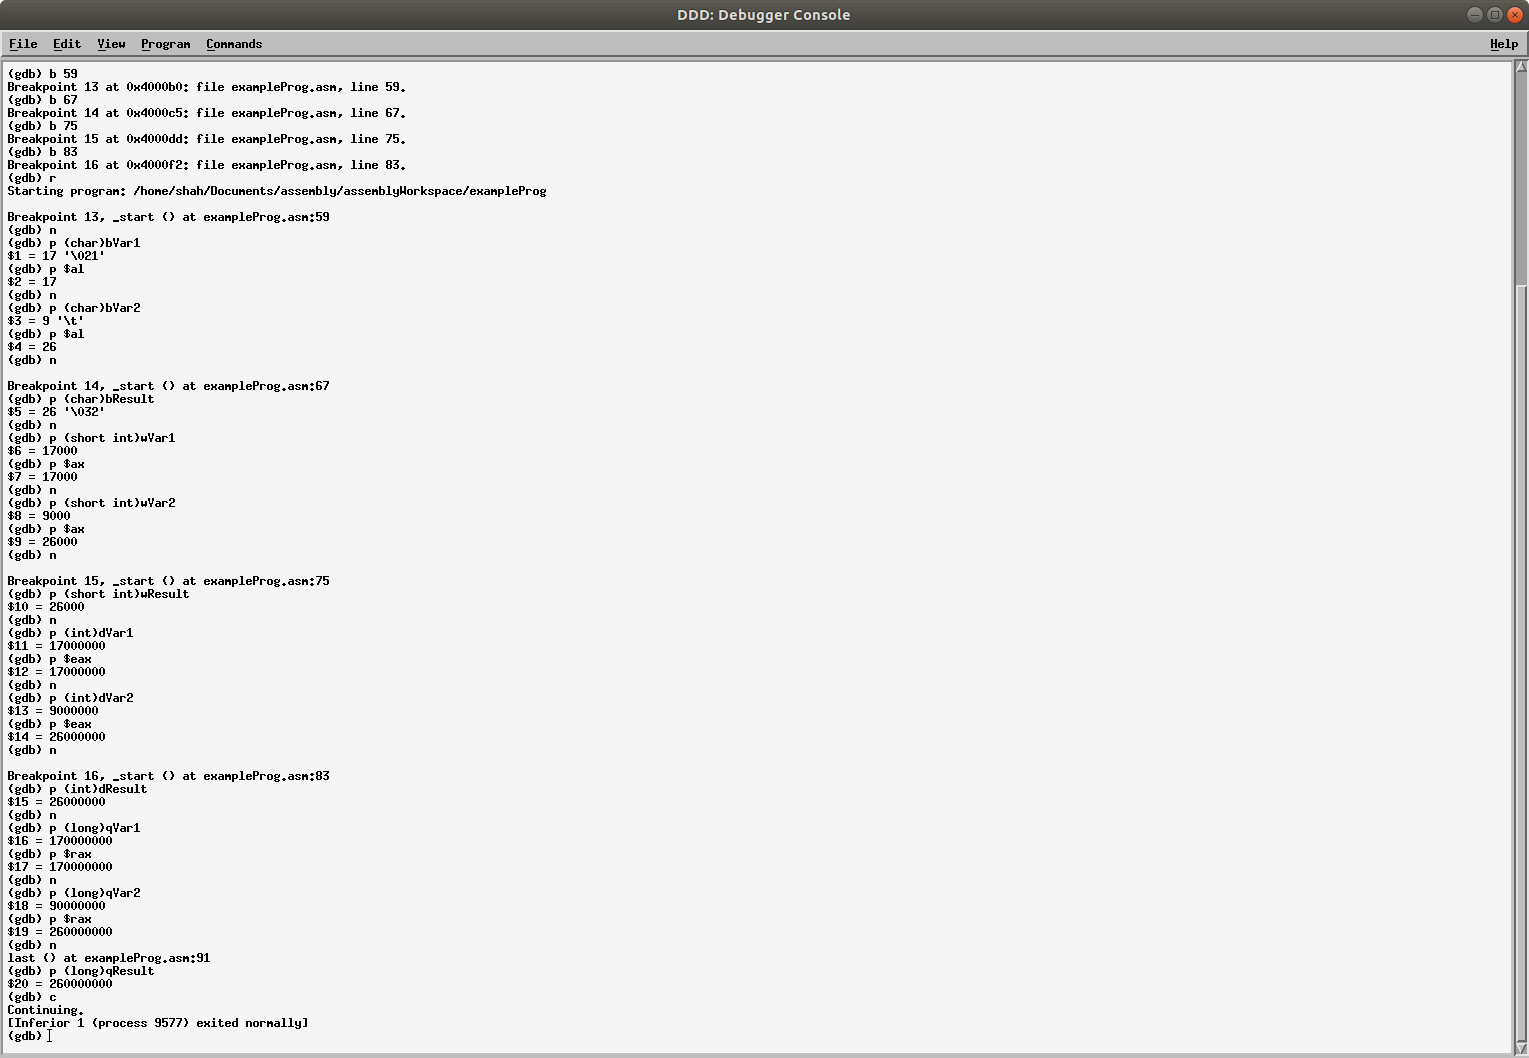 DDD: Debugger Console
File Edit View Program Commands Help
(gdb) b 59
Breakpoint 13 at 0x4000b0: file exampleProg.asm, line 59.
(gdb) b 67
Breakpoint 14 at 0x4000c5: file exampleProg.asm, line 67.
(gdb) b 75
Breakpoint 15 at 0x4000dd: file exampleProg.asm, line 75.
(gdb) b 83
Breakpoint 16 at 0x4000f2: file exampleProg.asm, line 83.
(gdb) r
Starting program: /home/shah/Documents/assembly/assemblyWorkspace/exampleProg
Breakpoint 13, _start () at exampleProg.asm:59
(gdb) n
(gdb) p (char)bVar1
$1 = 17 '\021'
(gdb) p $al
$2 = 17
(gdb) n
(gdb) p (char)bVar2
$3 = 9 '\t'
(gdb) p $al
$4 = 26
(gdb) n
Breakpoint 14, _start () at exampleProg.asm:67
(gdb) p (char)bResult
$5 = 26 '\032'
(gdb) n
(gdb) p (short int)wVar1
$6 = 17000
(gdb) p $ax
$7 = 17000
(gdb) n
(gdb) p (short int)wVar2
$8 = 9000
(gdb) p $ax
$9 = 26000
(gdb) n
Breakpoint 15, _start () at exampleProg.asm:75
(gdb) p (short int)wResult
$10 = 26000
(gdb) n
(gdb) p (int)dVar1
$11 = 17000000
(gdb) p $eax
$12 = 17000000
(gdb) n
(gdb) p (int)dVar2
$13 = 9000000
(gdb) p $eax
$14 = 26000000
(gdb) n
Breakpoint 16, _start () at exampleProg.asm:83
(gdb) p (int)dResult
$15 = 26000000
(gdb) n
(gdb) p (long)qVar1
$16 = 170000000
(gdb) p $rax
$17 = 170000000
(gdb) n
(gdb) p (long)qVar2
$18 = 90000000
(gdb) p $rax
$19 = 260000000
(gdb) n
last () at exampleProg.asm:91
(gdb) p (long)qResult
$20 = 260000000
(gdb) c
Continuing.
[Inferior 1 (process 9577) exited normally]
(gdb)